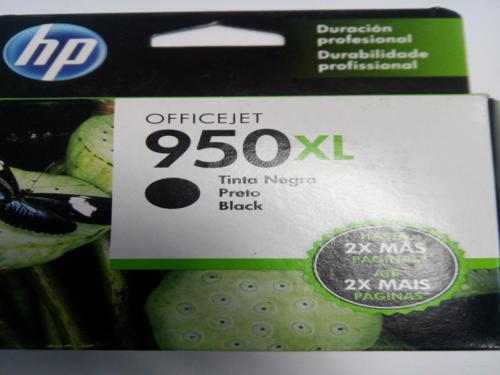 hp
Duración
profesional
Durabilidade
profissional
OFFICEJET
950XL
Tinta Negra
Preto
Black
HASTA
2X MÁS
PÁGINAS
ATÉ
2X MAIS
PÁGINAS